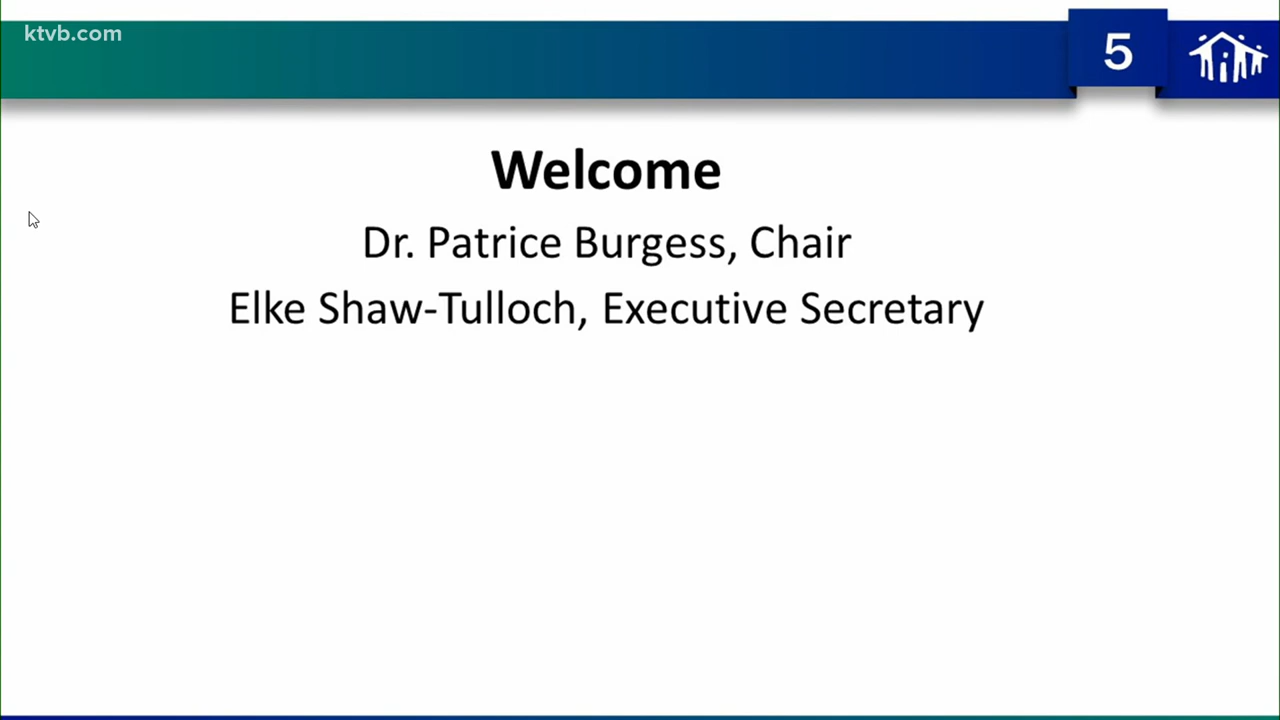 ktvb.com
5
Welcome
Dr. Patrice Burgess, Chair
Elke Shaw-Tulloch, Executive Secretary